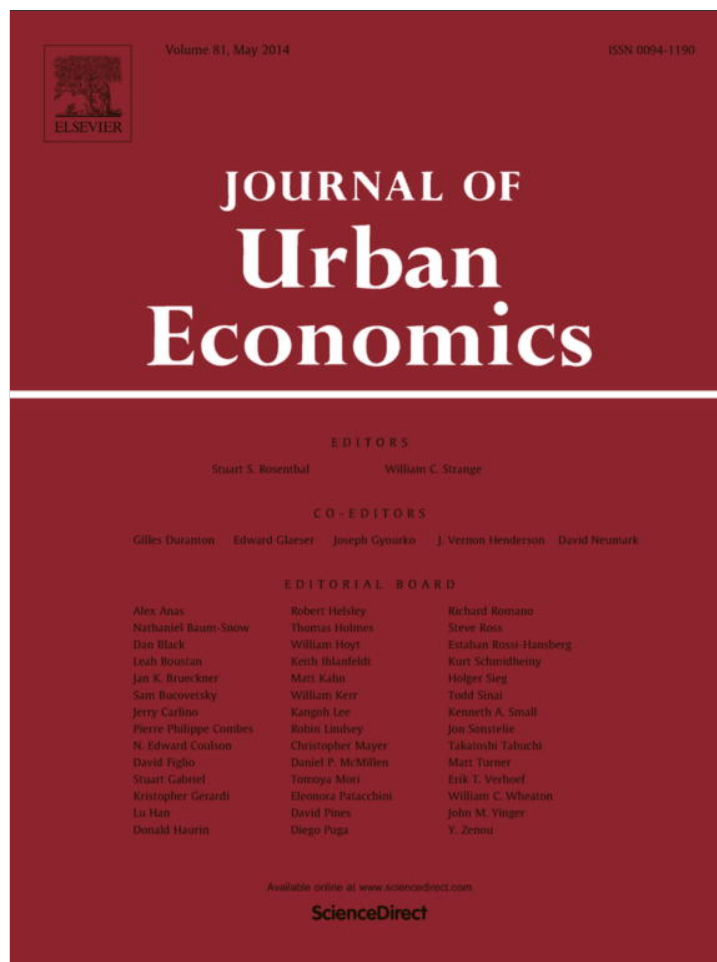 Volume 81, May 2014
ISSN 0094-1190
ELSEVIER
JOURNAL OF
Urban
Economics
EDITORS
Stuart S. Rosenthal William C. Strange
CO-EDITORS
Gilles Duranton Edward Glaeser Joseph Gyourko J. Vernon Henderson David Neumark
EDITORIAL BOARD
Alex Anas
Nathaniel Baum-Snow
Dan Black
Leah Boustan
Jan K. Brueckner
Sam Bucovetsky
Jerry Carlino
Pierre-Philippe Combes
N. Edward Coulson
David Figlio
Stuart Gabriel
Kristopher Gerardi
Lu Han
Donald Haurin
Robert Helsley
Thomas Holmes
William Hoyt
Keith Ihlanfeldt
Matt Kahn
William Kerr
Kangoh Lee
Robin Lindsey
Christopher Mayer
Daniel P. McMillen
Tomoya Mori
Eleonora Patacchini
David Pines
Diego Puga
Richard Romano
Steve Ross
Estaban Rossi-Hansberg
Kurt Schmidheiny
Holger Sieg
Todd Sinai
Kenneth A. Small
Jon Sonstelie
Takatoshi Tabuchi
Matt Turner
Erik T. Verhoef
William C. Wheaton
John M. Yinger
Y. Zenou
Available online at www.sciencedirect.com
ScienceDirect